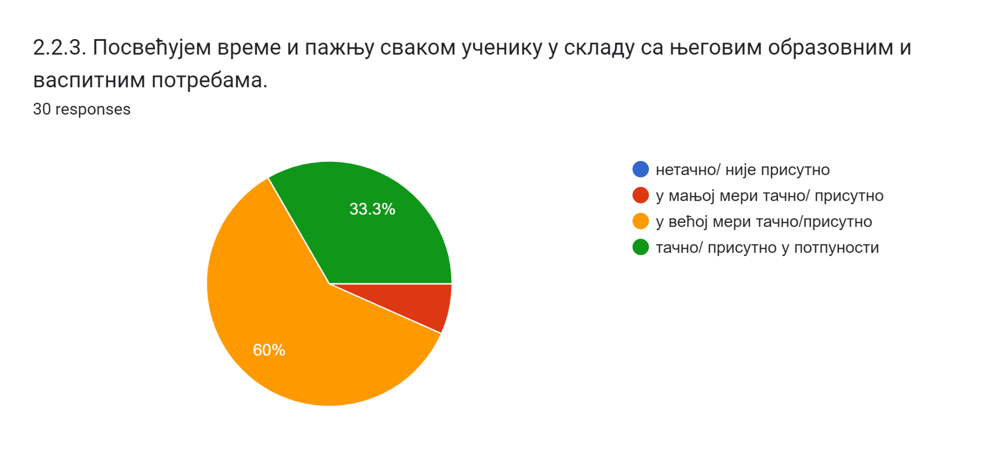 2.2.3. Посвећујем време и пажњу сваком ученику у складу са његовим образовним и
васпитним потребама.
30 responses
нетачно/ није присутно
у мањој мери тачно/ присутно
у већој мери тачно/присутно
тачно/ присутно у потпуности
33.3%
60%